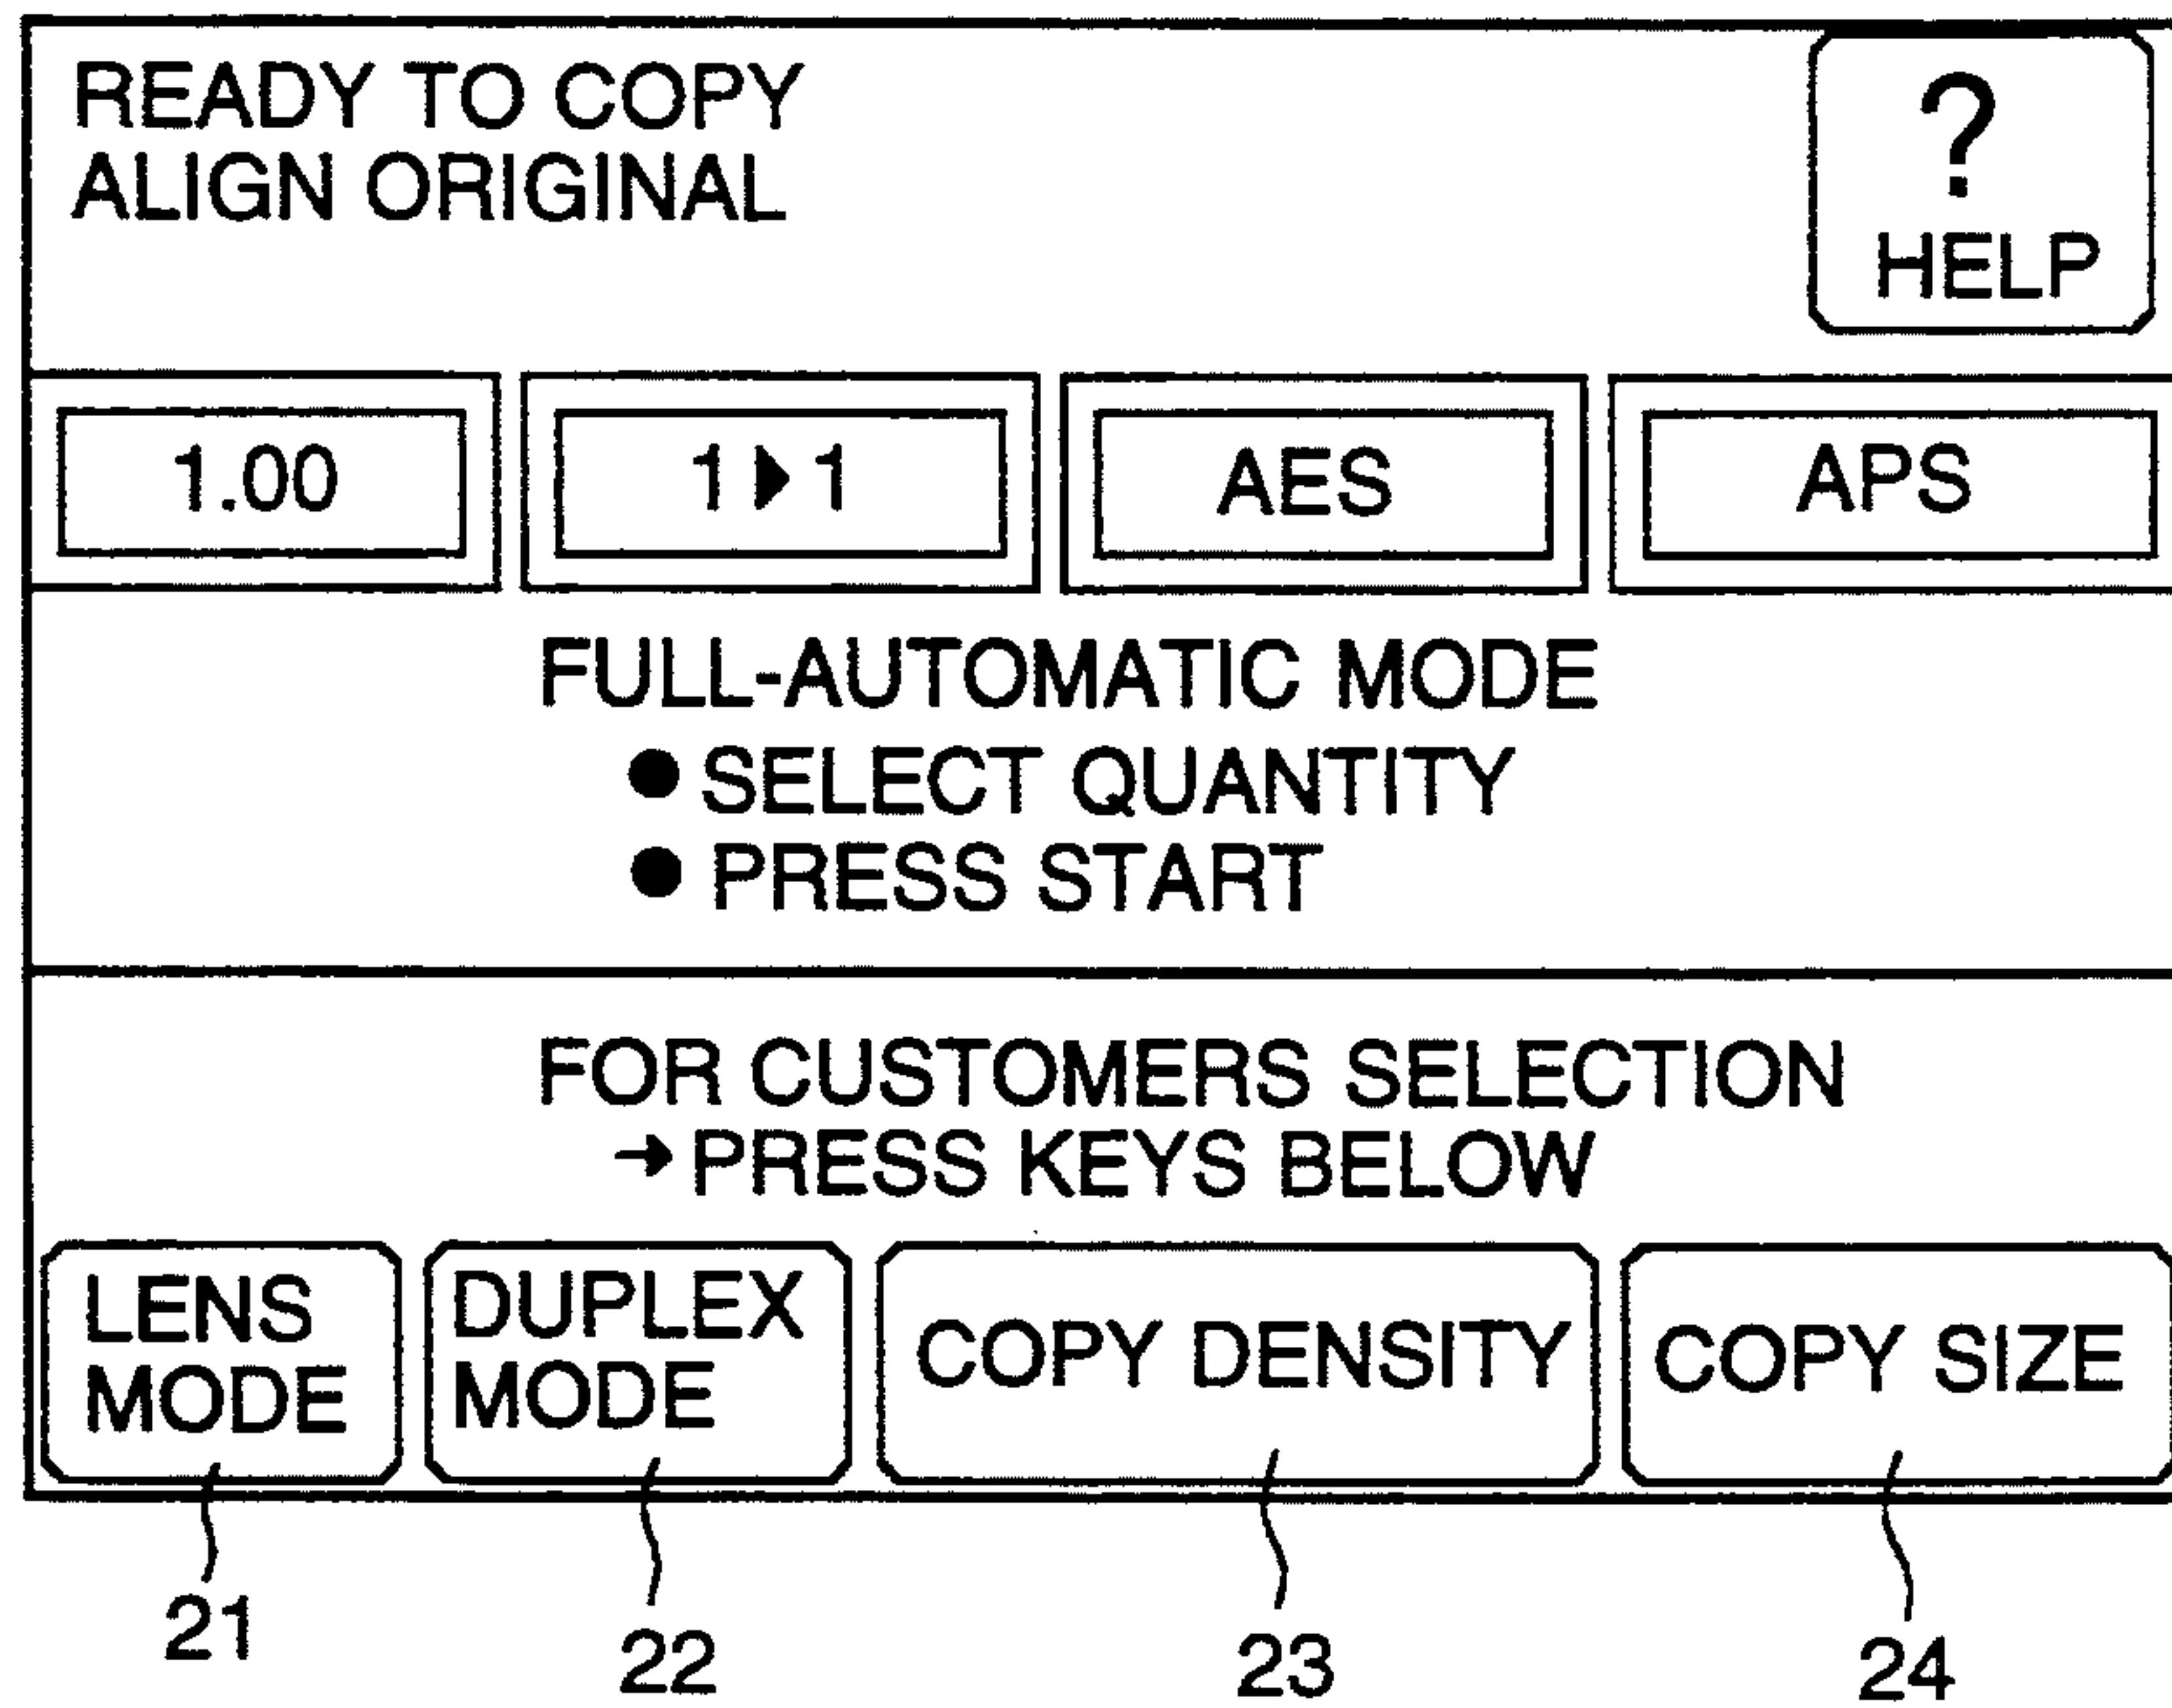 READY TO COPY
ALIGN ORIGINAL
?
HELP
1.00
1▶1
AES
APS
FULL-AUTOMATIC MODE
● SELECT QUANTITY
● PRESS START
FOR CUSTOMERS SELECTION
→ PRESS KEYS BELOW
LENS
MODE
DUPLEX
MODE
COPY DENSITY
COPY SIZE
21
22
23
24